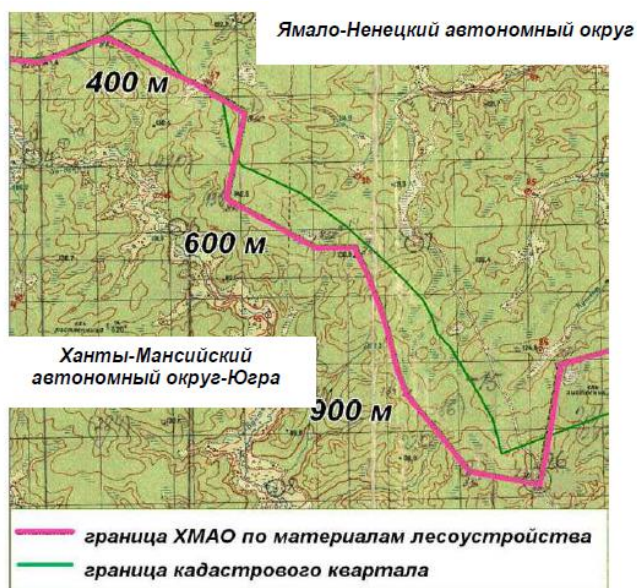 Ямало-Ненецкий автономный округ
400 м
600 м
Ханты-Мансийский
автономный округ-Югра
900 м
граница ХМАО по материалам лесоустройства
граница кадастрового квартала